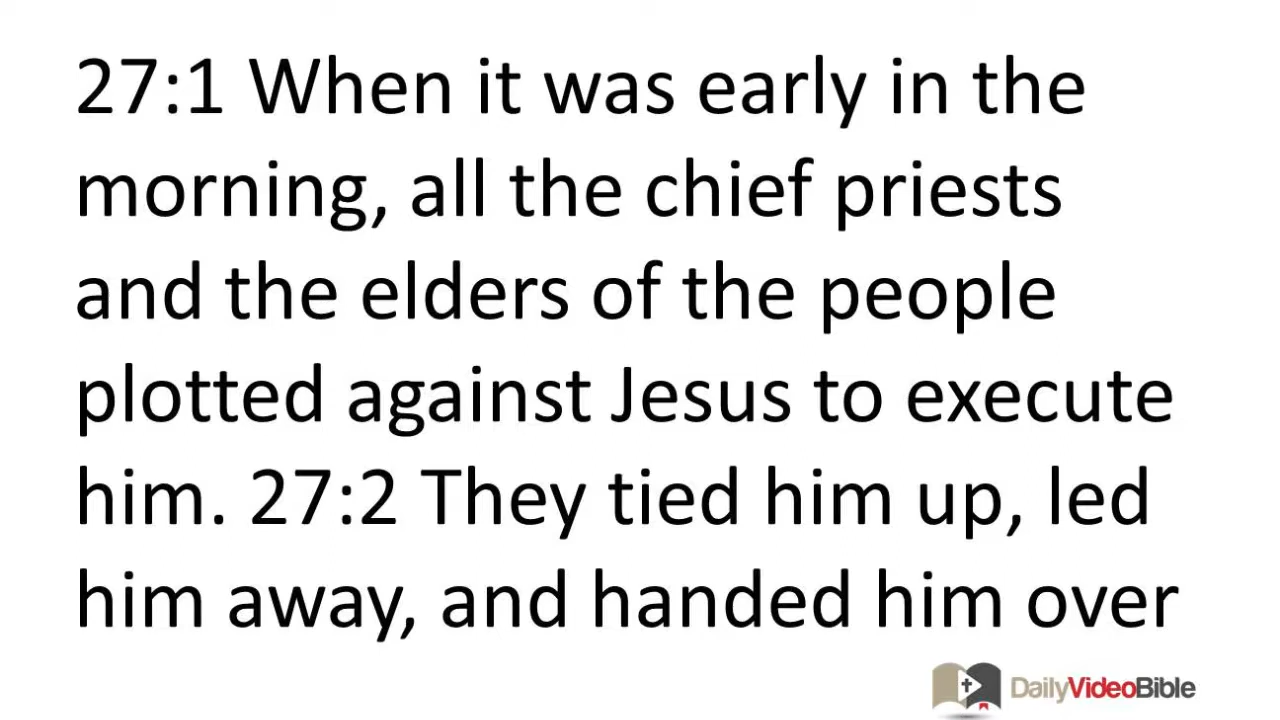 27:1 When it was early in the
morning, all the chief priests
and the elders of the people
plotted against Jesus to execute
him. 27:2 They tied him up, led
him away, and handed him over
DailyVideoBible